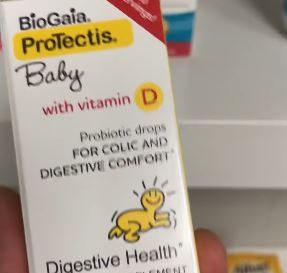 BioGaia.
ProTectis.
Baby
with vitamin D
Probiotic drops
FOR COLIC AND
DIGESTIVE COMFORT*
Digestive Health*